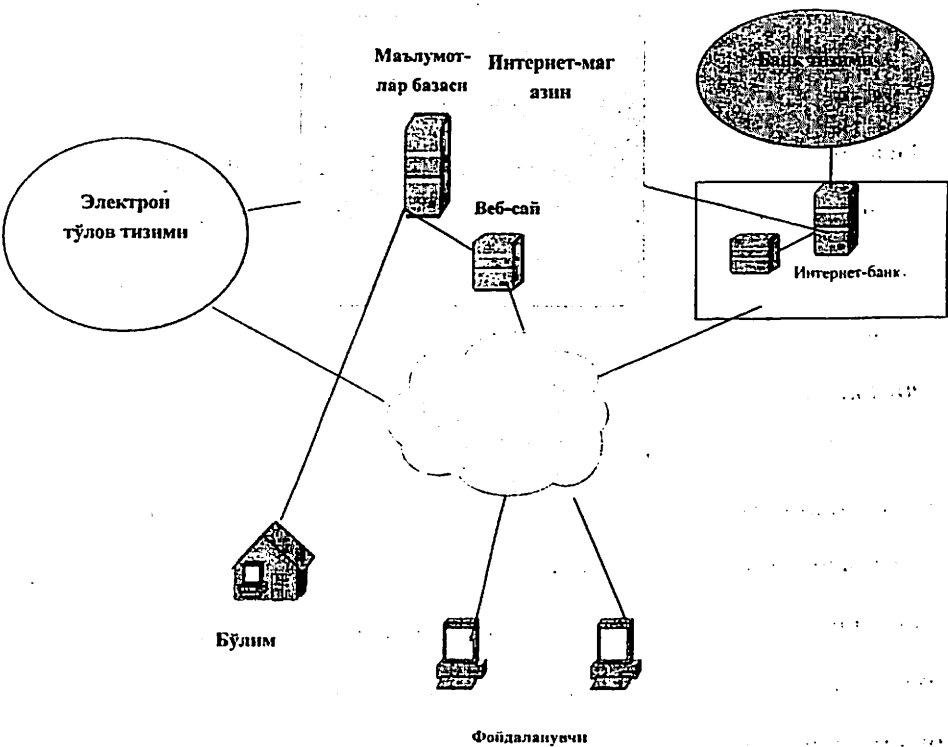 Маълумот-
лар базаси
Интернет-маг
азин
Банк тизими
Электрон
тўлов тизими
Веб-сай
Интернет-банк.
Бўлим
Фойдаланувчи